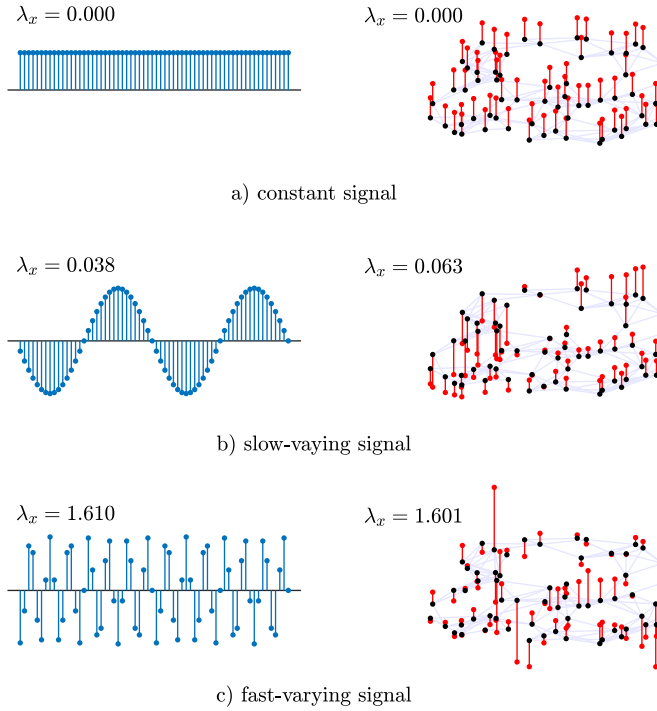 λₓ = 0.000
λₓ = 0.000
a) constant signal
λₓ = 0.038
λₓ = 0.063
b) slow-vaying signal
λₓ = 1.610
λₓ = 1.601
c) fast-varying signal